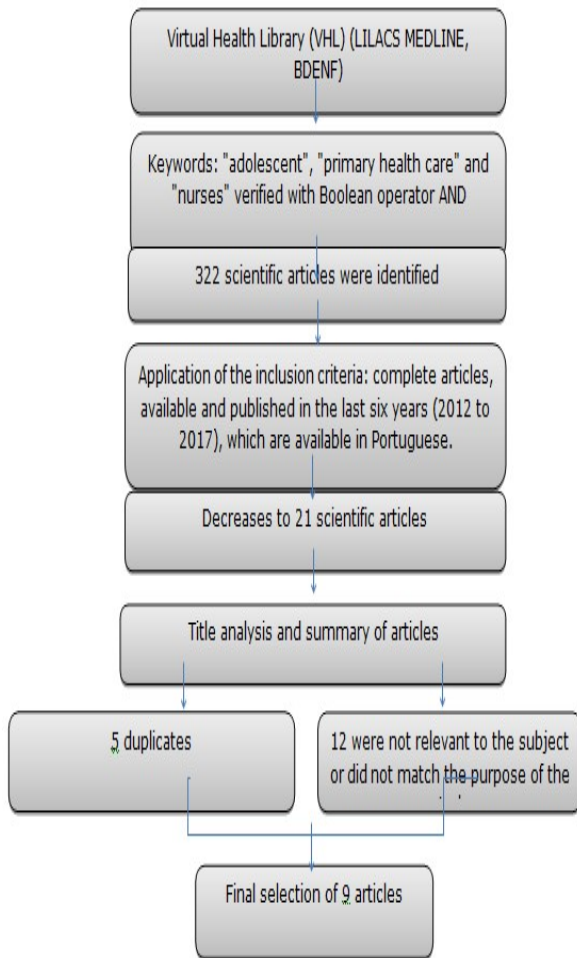 Virtual Health Library (VHL) (LILACS MEDLINE,
BDENF)
Keywords: "adolescent", "primary health care" and
"nurses" verified with Boolean operator AND
322 scientific articles were identified
Application of the inclusion criteria: complete articles,
available and published in the last six years (2012 to
2017), which are available in Portuguese.
Decreases to 21 scientific articles
Title analysis and summary of articles
5 duplicates
12 were not relevant to the subject
or did not match the purpose of the
Final selection of 9 articles